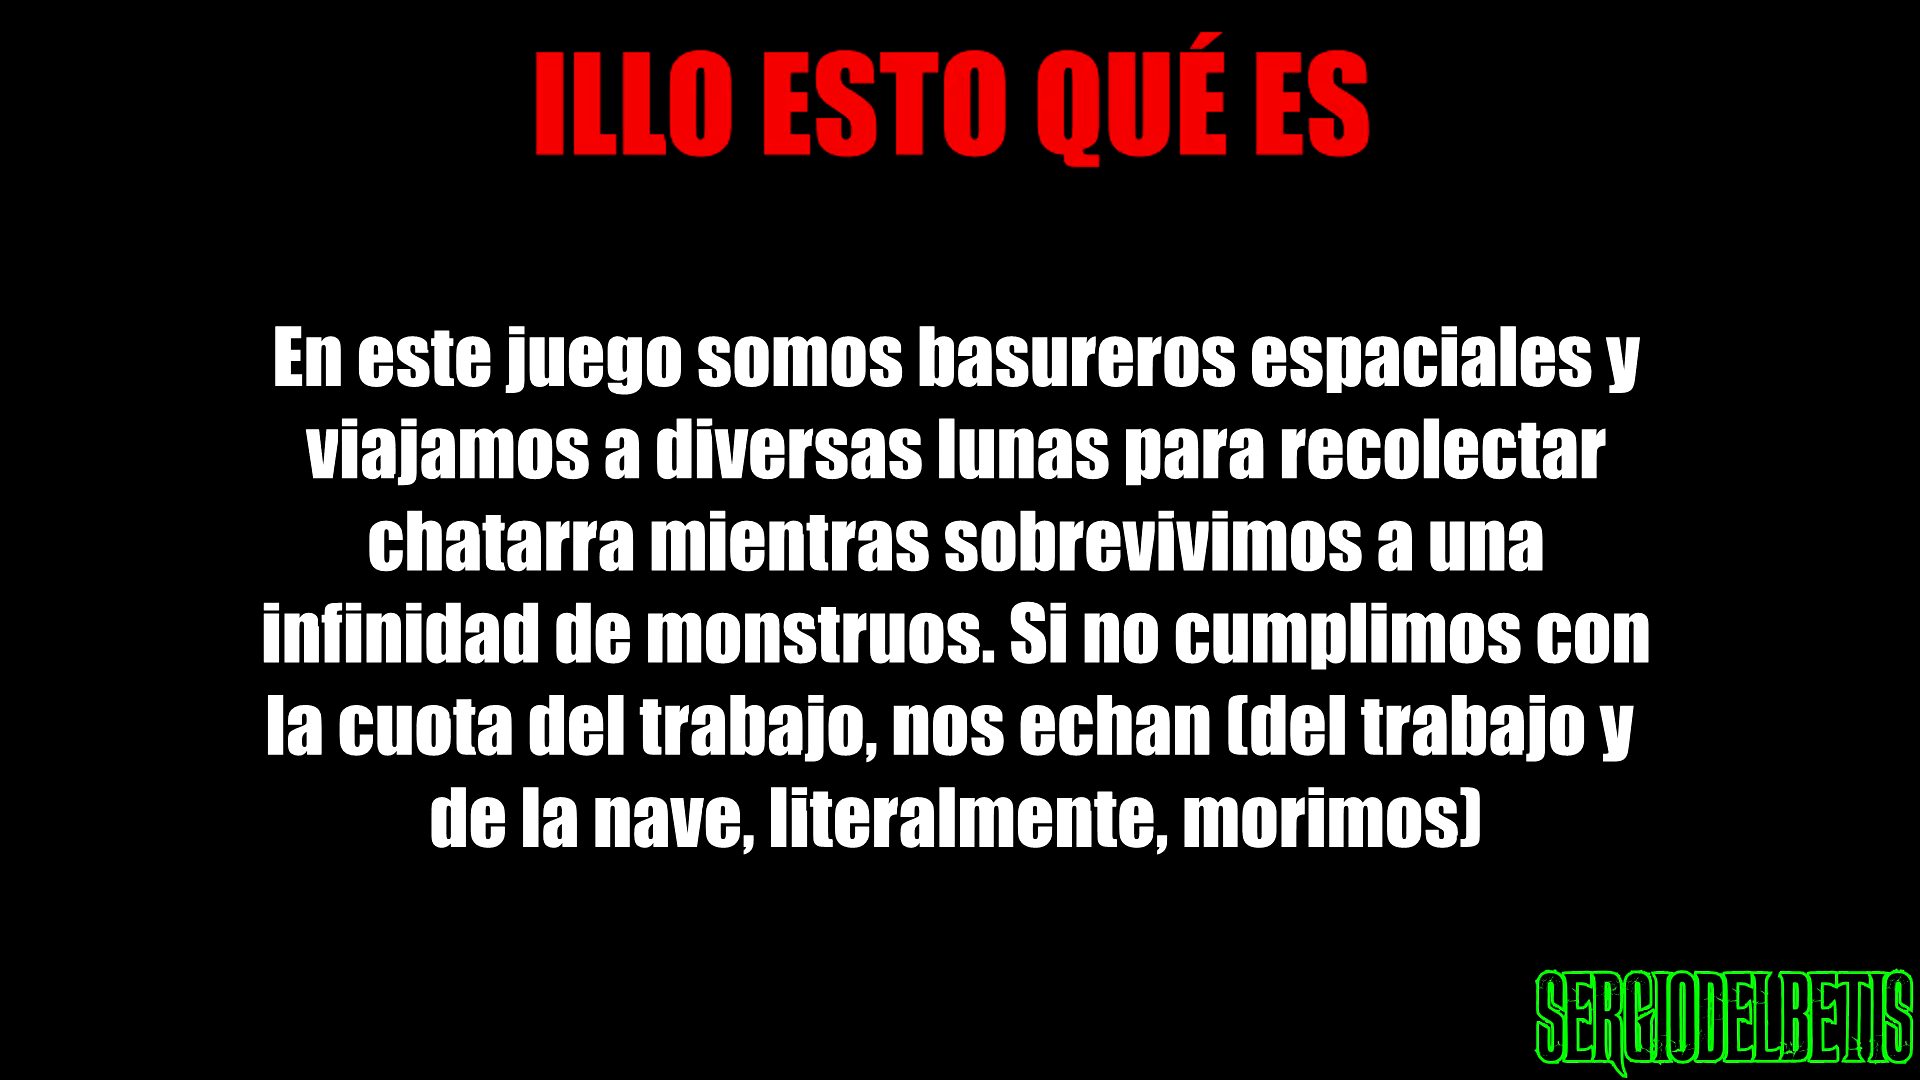 ILLO ESTO QUÉ ES
En este juego somos basureros espaciales y
viajamos a diversas lunas para recolectar
chatarra mientras sobrevivimos a una
infinidad de monstruos. Si no cumplimos con
la cuota del trabajo, nos echan (del trabajo y
de la nave, literalmente, morimos)
SERGIODELBETIS